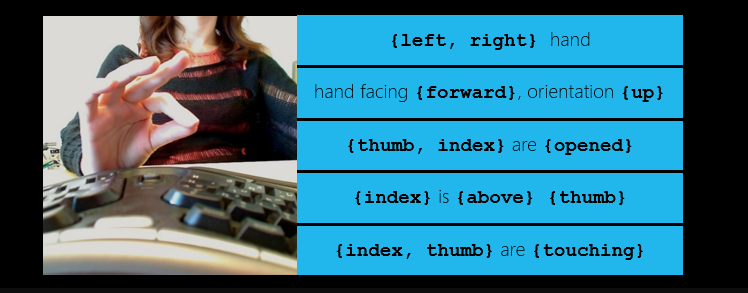 {left, right} hand
hand facing {forward}, orientation {up}
{thumb, index} are {opened}
{index} is {above} {thumb}
{index, thumb} are {touching}